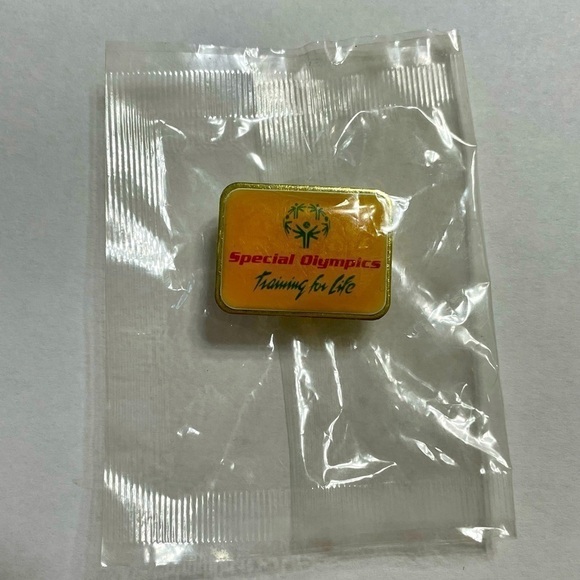 Special Olympics
Training for Life